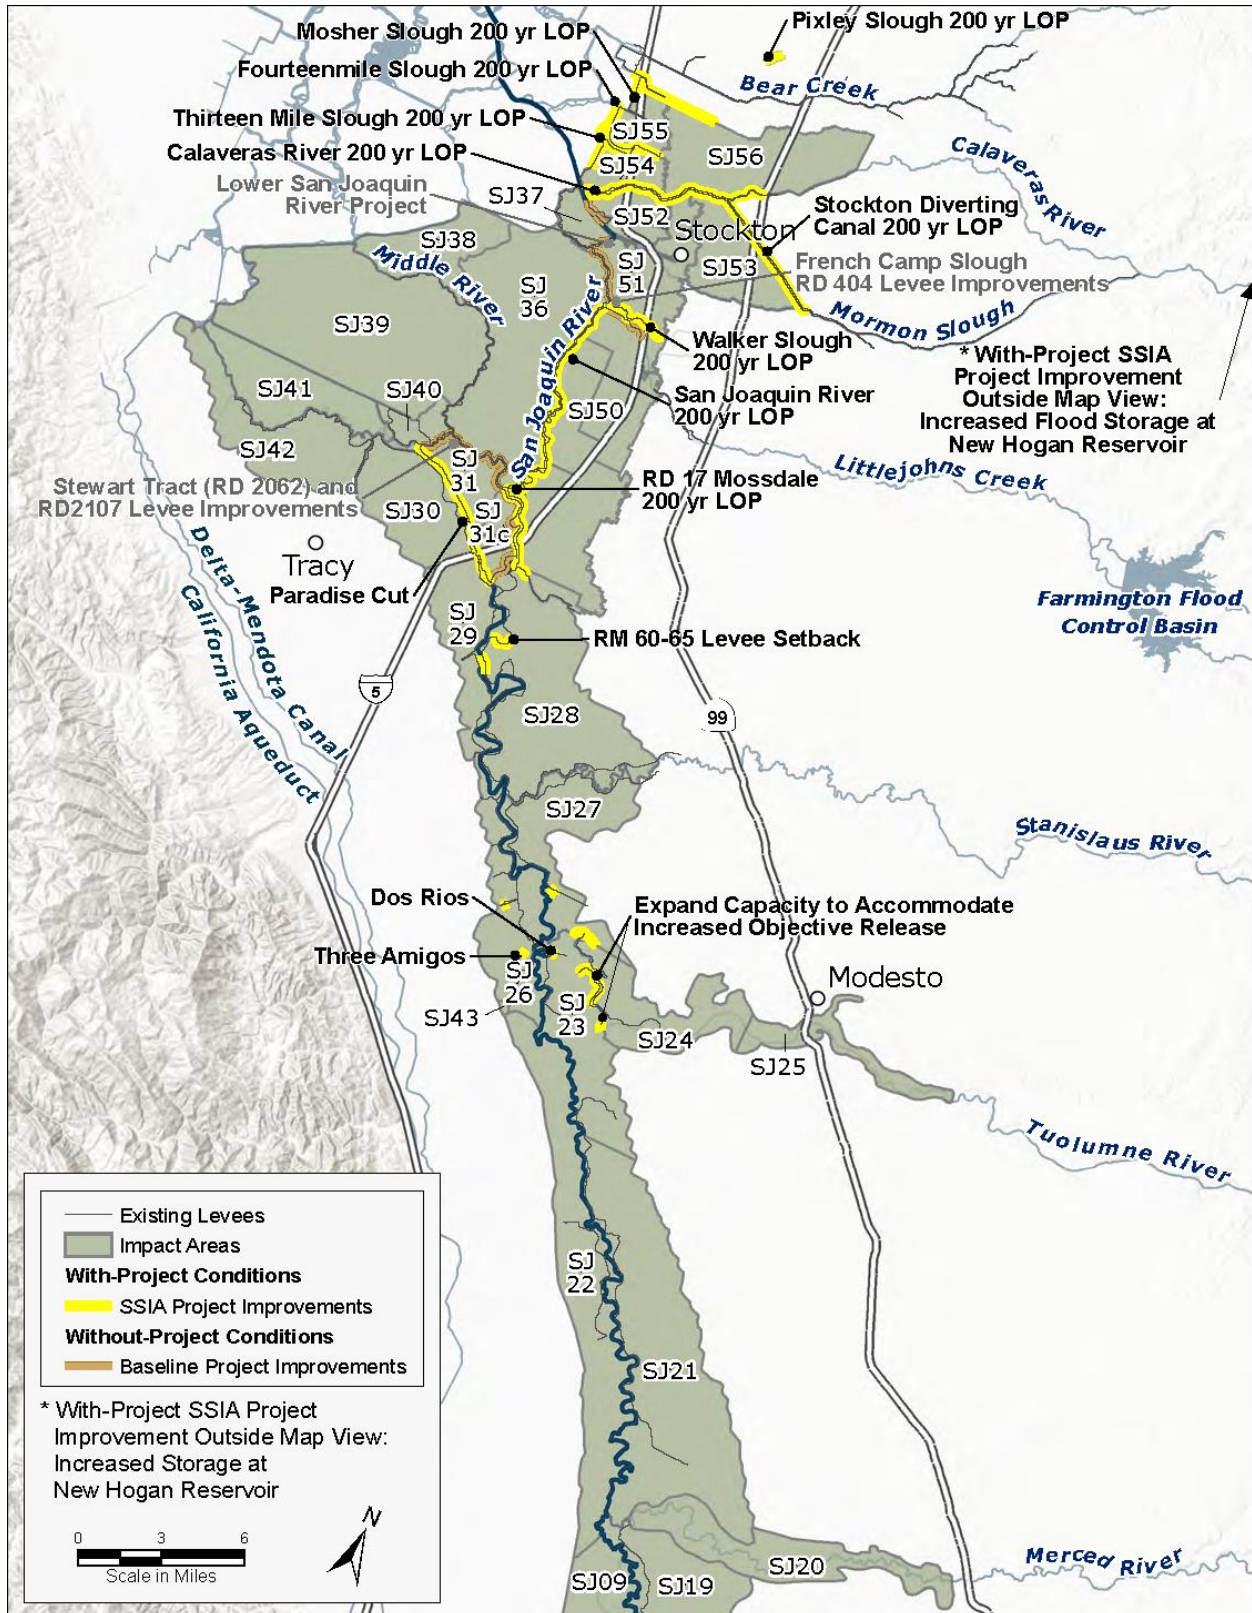 Mosher Slough 200 yr LOP
Pixley Slough 200 yr LOP
Fourteenmile Slough 200 yr LOP
Bear Creek
Thirteen Mile Slough 200 yr LOP
SJ55
Calaveras River 200 yr LOP
SJ54
SJ56
Calaveras River
Lower San Joaquin
River Project
SJ37
SJ52
Stockton
Stockton Diverting
Canal 200 yr LOP
SJ38
Middle River
SJ
51
SJ53
French Camp Slough
RD 404 Levee Improvements
SJ
36
San Joaquin River
Mormon Slough
SJ39
Walker Slough
200 yr LOP
* With-Project SSIA
Project Improvement
Outside Map View:
Increased Flood Storage at
New Hogan Reservoir
SJ41
SJ40
SJ50
San Joaquin River
200 yr LOP
SJ42
SJ
31
Littlejohns Creek
Stewart Tract (RD 2062) and
RD2107 Levee Improvements
RD 17 Mossdale
200 yr LOP
SJ30
SJ
31c
Tracy
Delta-Mendota Canal
California Aqueduct
Paradise Cut
Farmington Flood
Control Basin
SJ
29
RM 60-65 Levee Setback
5
SJ28
99
SJ27
Stanislaus River
Dos Rios
Expand Capacity to Accommodate
Increased Objective Release
Three Amigos
SJ
26
Modesto
SJ43
SJ
23
SJ24
SJ25
Tuolumne River
Existing Levees
Impact Areas
With-Project Conditions
SSIA Project Improvements
Without-Project Conditions
Baseline Project Improvements
SJ
22
SJ21
* With-Project SSIA Project
Improvement Outside Map View:
Increased Storage at
New Hogan Reservoir
N
0 3 6
Scale in Miles
SJ09
SJ19
SJ20
Merced River